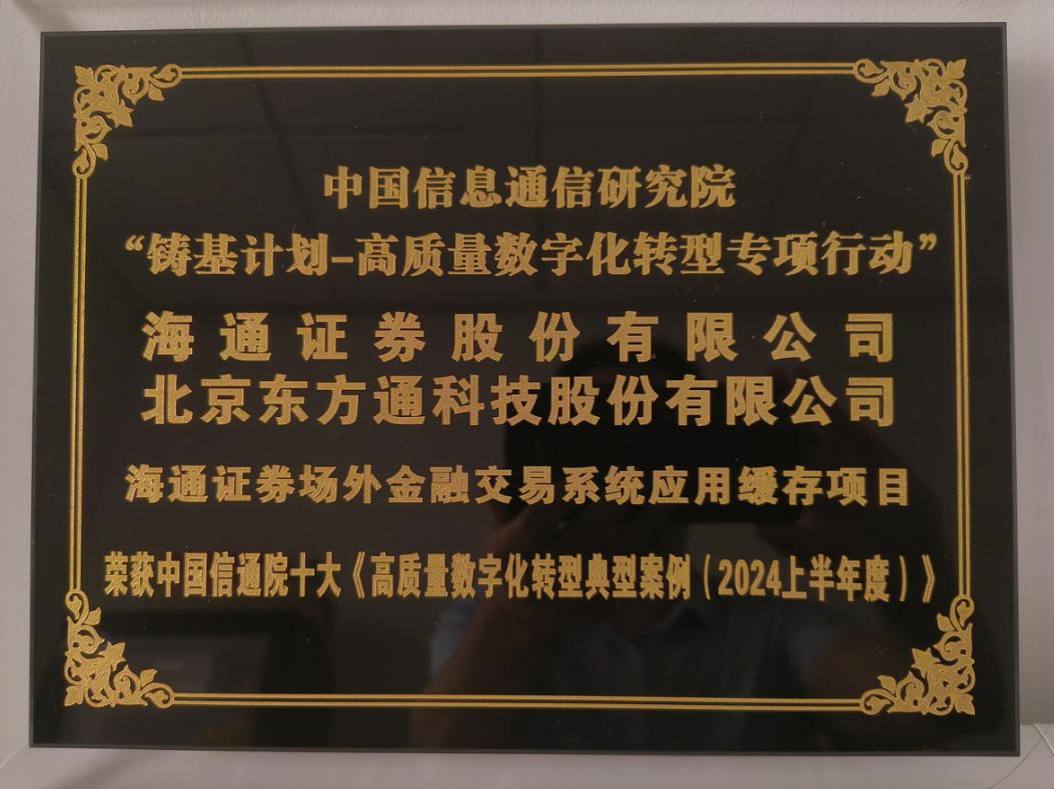 中国信息通信研究院
“铸基计划-高质量数字化转型专项行动”
海通证券股份有限公司
北京东方通科技股份有限公司
海通证券场外金融交易系统应用缓存项目
荣获中国信通院十大《高质量数字化转型典型案例（2024上半年度）》